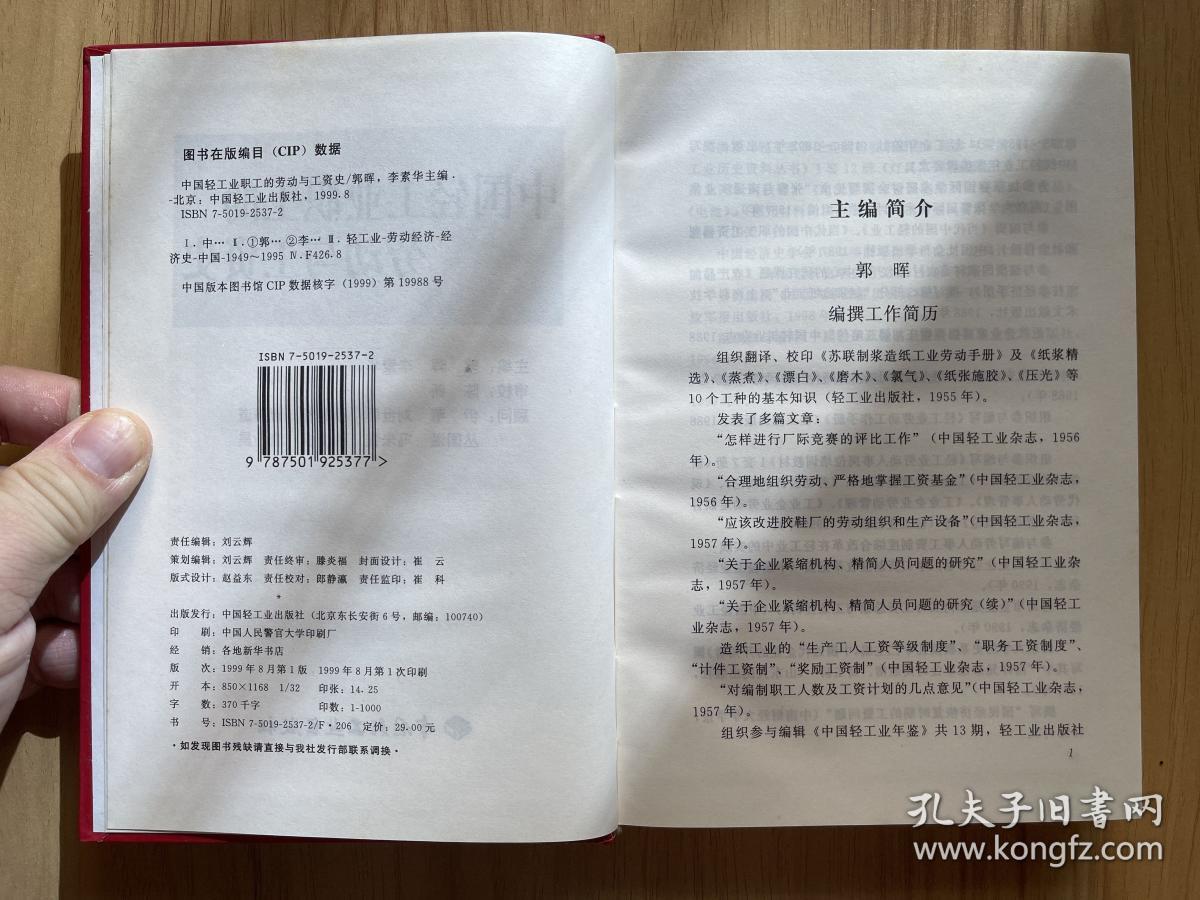 图书在版编目（CIP）数据
中国轻工业职工的劳动与工资史/郭晖，李素华主编．
-北京：中国轻工业出版社，1999.8
ISBN 7-5019-2537-2
Ⅰ．中… Ⅱ．①郭… ②李… Ⅲ．轻工业-劳动经济-经
济史-中国-1949～1995 Ⅳ．F426.8
中国版本图书馆CIP数据核字（1999）第19988号
ISBN 7-5019-2537-2
9 787501 925377 >
责任编辑：刘云辉
策划编辑：刘云辉 责任终审：滕炎福 封面设计：崔 云
版式设计：赵益东 责任校对：郎静瀛 责任监印：崔 科
出版发行：中国轻工业出版社（北京东长安街6号，邮编：100740）
印 刷：中国人民警官大学印刷厂
经 销：各地新华书店
版 次：1999年8月第1版 1999年8月第1次印刷
开 本：850×1168 1/32 印张：14.25
字 数：370千字 印数：1-1000
书 号：ISBN 7-5019-2537-2/F·206 定价：29.00元
·如发现图书残缺请直接与我社发行部联系调换·
主编简介
郭 晖
编撰工作简历
组织翻译、校印《苏联制浆造纸工业劳动手册》及《纸浆精
选》、《蒸煮》、《漂白》、《磨木》、《氯气》、《纸张施胶》、《压光》等
10个工种的基本知识（轻工业出版社，1955年）。
发表了多篇文章：
“怎样进行厂际竞赛的评比工作”（中国轻工业杂志，1956
年）。
“合理地组织劳动、严格地掌握工资基金”（中国轻工业杂志，
1956年）。
“应该改进胶鞋厂的劳动组织和生产设备”（中国轻工业杂志，
1957年）。
“关于企业紧缩机构、精简人员问题的研究”（中国轻工业杂
志，1957年）。
“关于企业紧缩机构、精简人员问题的研究（续）”（中国轻工
业杂志，1957年）。
造纸工业的“生产工人工资等级制度”、“职务工资制度”、
“计件工资制”、“奖励工资制”（中国轻工业杂志，1957年）。
“对编制职工人数及工资计划的几点意见”（中国轻工业杂志，
1957年）。
组织参与编辑《中国轻工业年鉴》共13期，轻工业出版社
1
孔夫子旧書网
www.kongfz.com